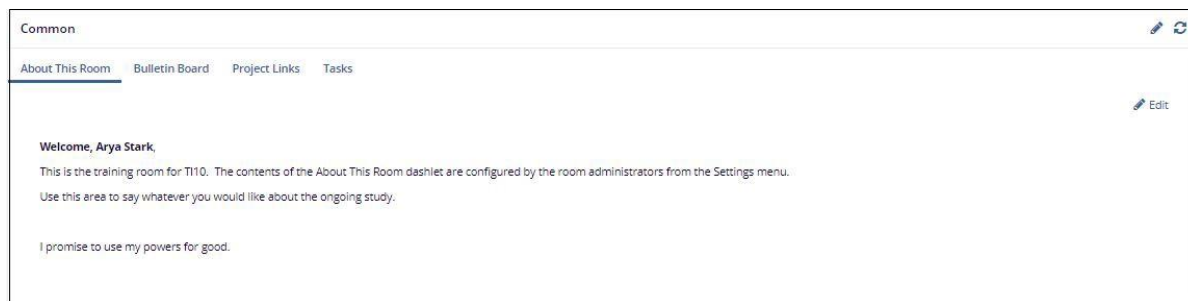 Common
About This Room Bulletin Board Project Links Tasks
Edit
Welcome, Arya Stark,
This is the training room for TI10. The contents of the About This Room dashlet are configured by the room administrators from the Settings menu.
Use this area to say whatever you would like about the ongoing study.
I promise to use my powers for good.